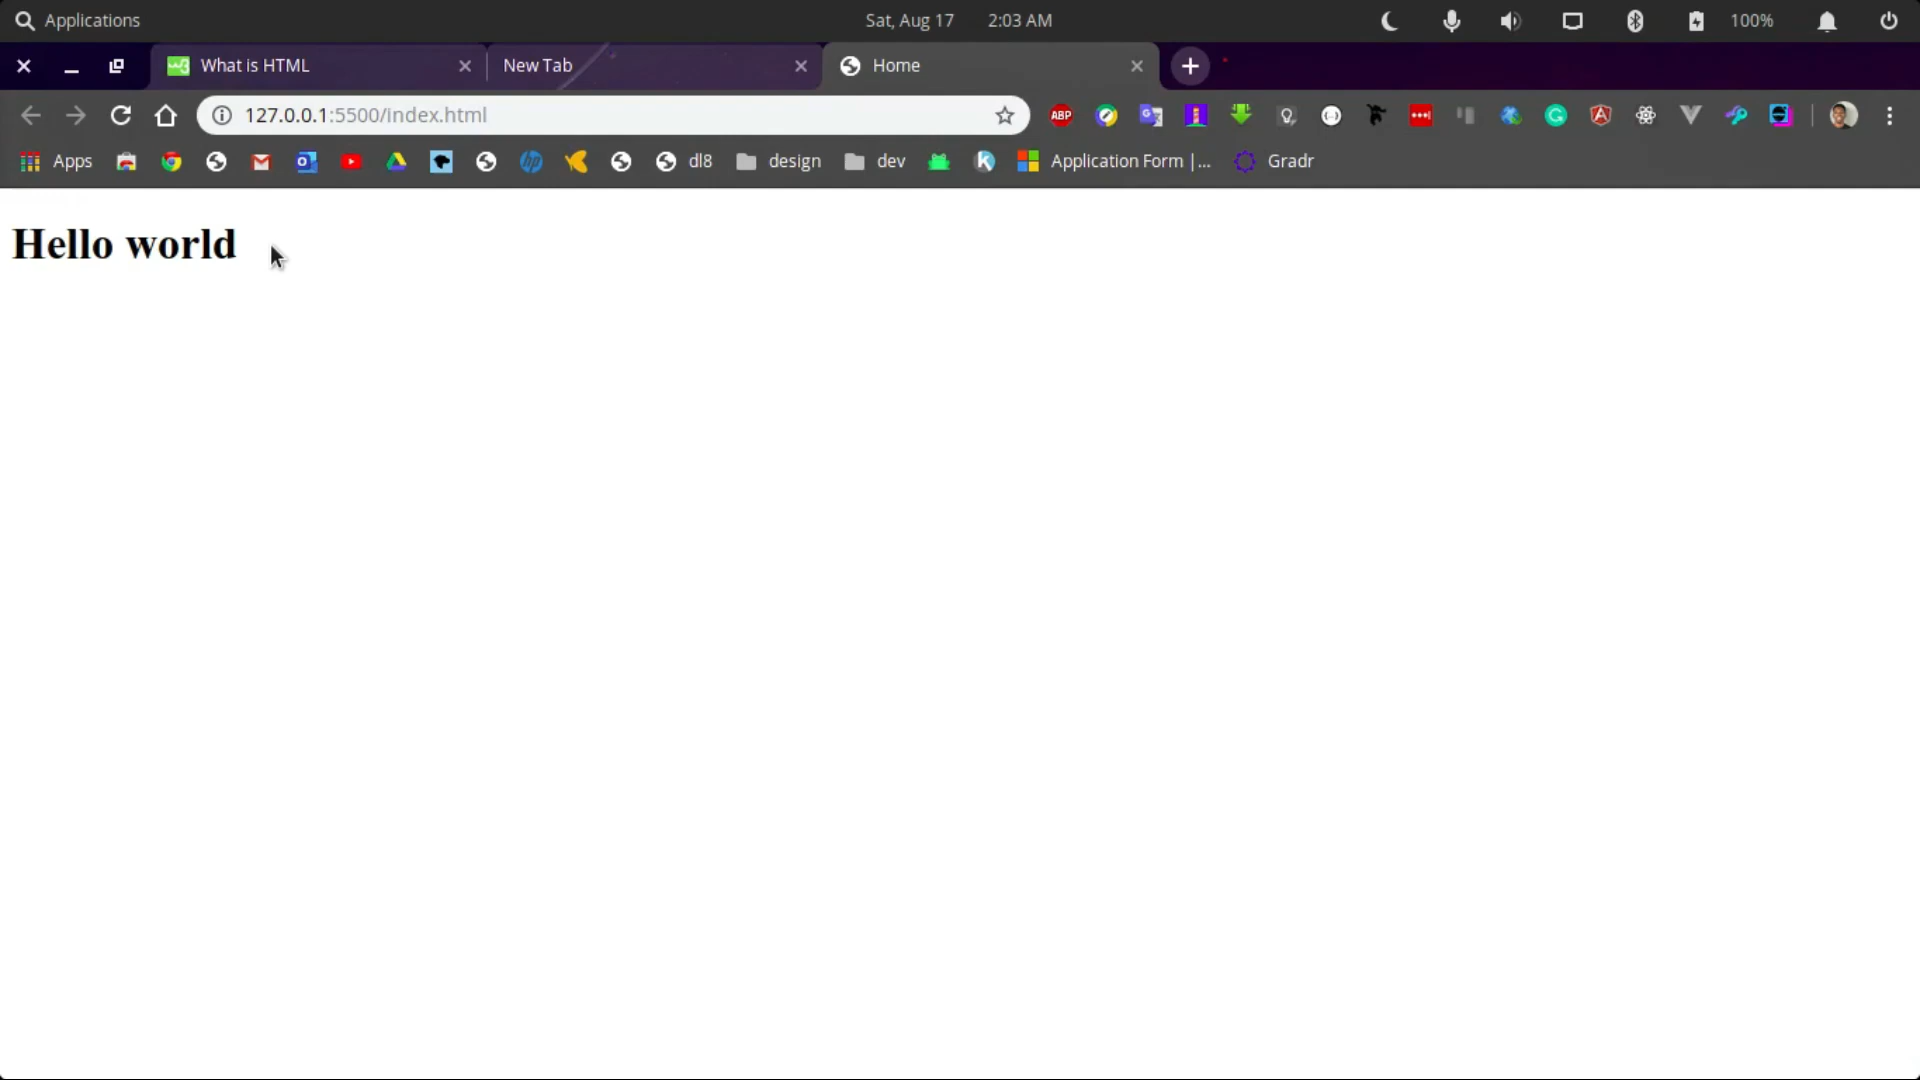 Applications
Sat, Aug 17 2:03 AM
100%
What is HTML
New Tab
Home
127.0.0.1:5500/index.html
ABP
Apps
dl8
design
dev
Application Form |...
Gradr
Hello world